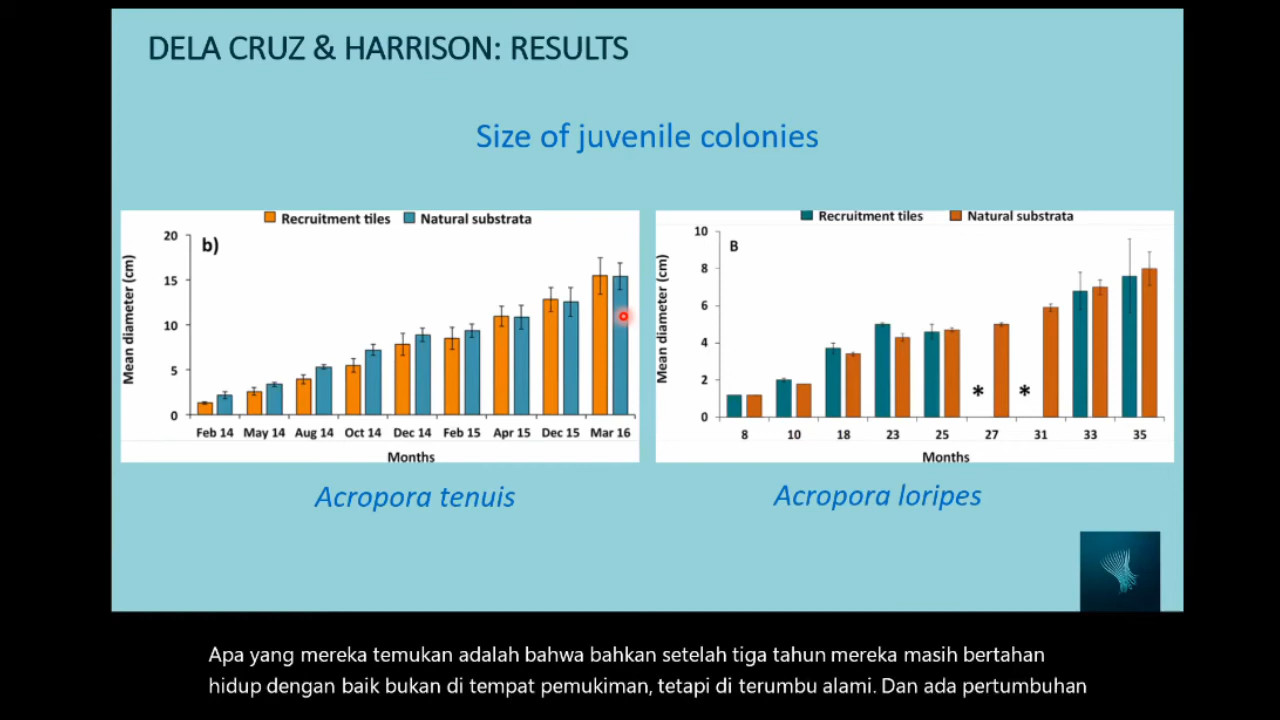 DELA CRUZ & HARRISON: RESULTS
Size of juvenile colonies
Recruitment tiles Natural substrata
b)
Mean diameter (cm)
20
15
10
5
0
Feb 14 May 14 Aug 14 Oct 14 Dec 14 Feb 15 Apr 15 Dec 15 Mar 16
Months
Acropora tenuis
Recruitment tiles Natural substrata
B
Mean diameter (cm)
10
8
6
4
2
0
* *
8 10 18 23 25 27 31 33 35
Months
Acropora loripes
Apa yang mereka temukan adalah bahwa bahkan setelah tiga tahun mereka masih bertahan
hidup dengan baik bukan di tempat pemukiman, tetapi di terumbu alami. Dan ada pertumbuhan